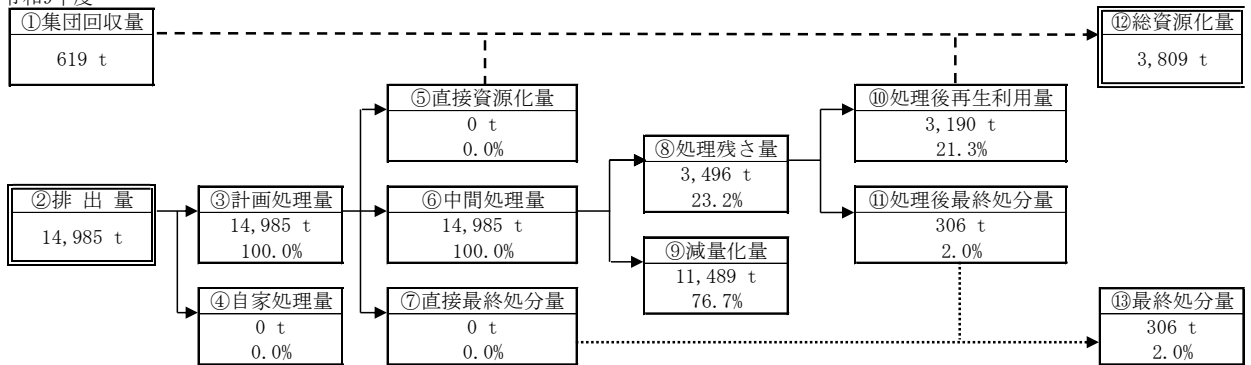 ①集団回収量
619 t
⑫総資源化量
3,809 t
⑤直接資源化量
0 t
0.0%
⑩処理後再生利用量
3,190 t
21.3%
⑧処理残さ量
3,496 t
23.2%
②排 出 量
14,985 t
③計画処理量
14,985 t
100.0%
⑥中間処理量
14,985 t
100.0%
⑪処理後最終処分量
306 t
2.0%
⑨減量化量
11,489 t
76.7%
④自家処理量
0 t
0.0%
⑦直接最終処分量
0 t
0.0%
⑬最終処分量
306 t
2.0%